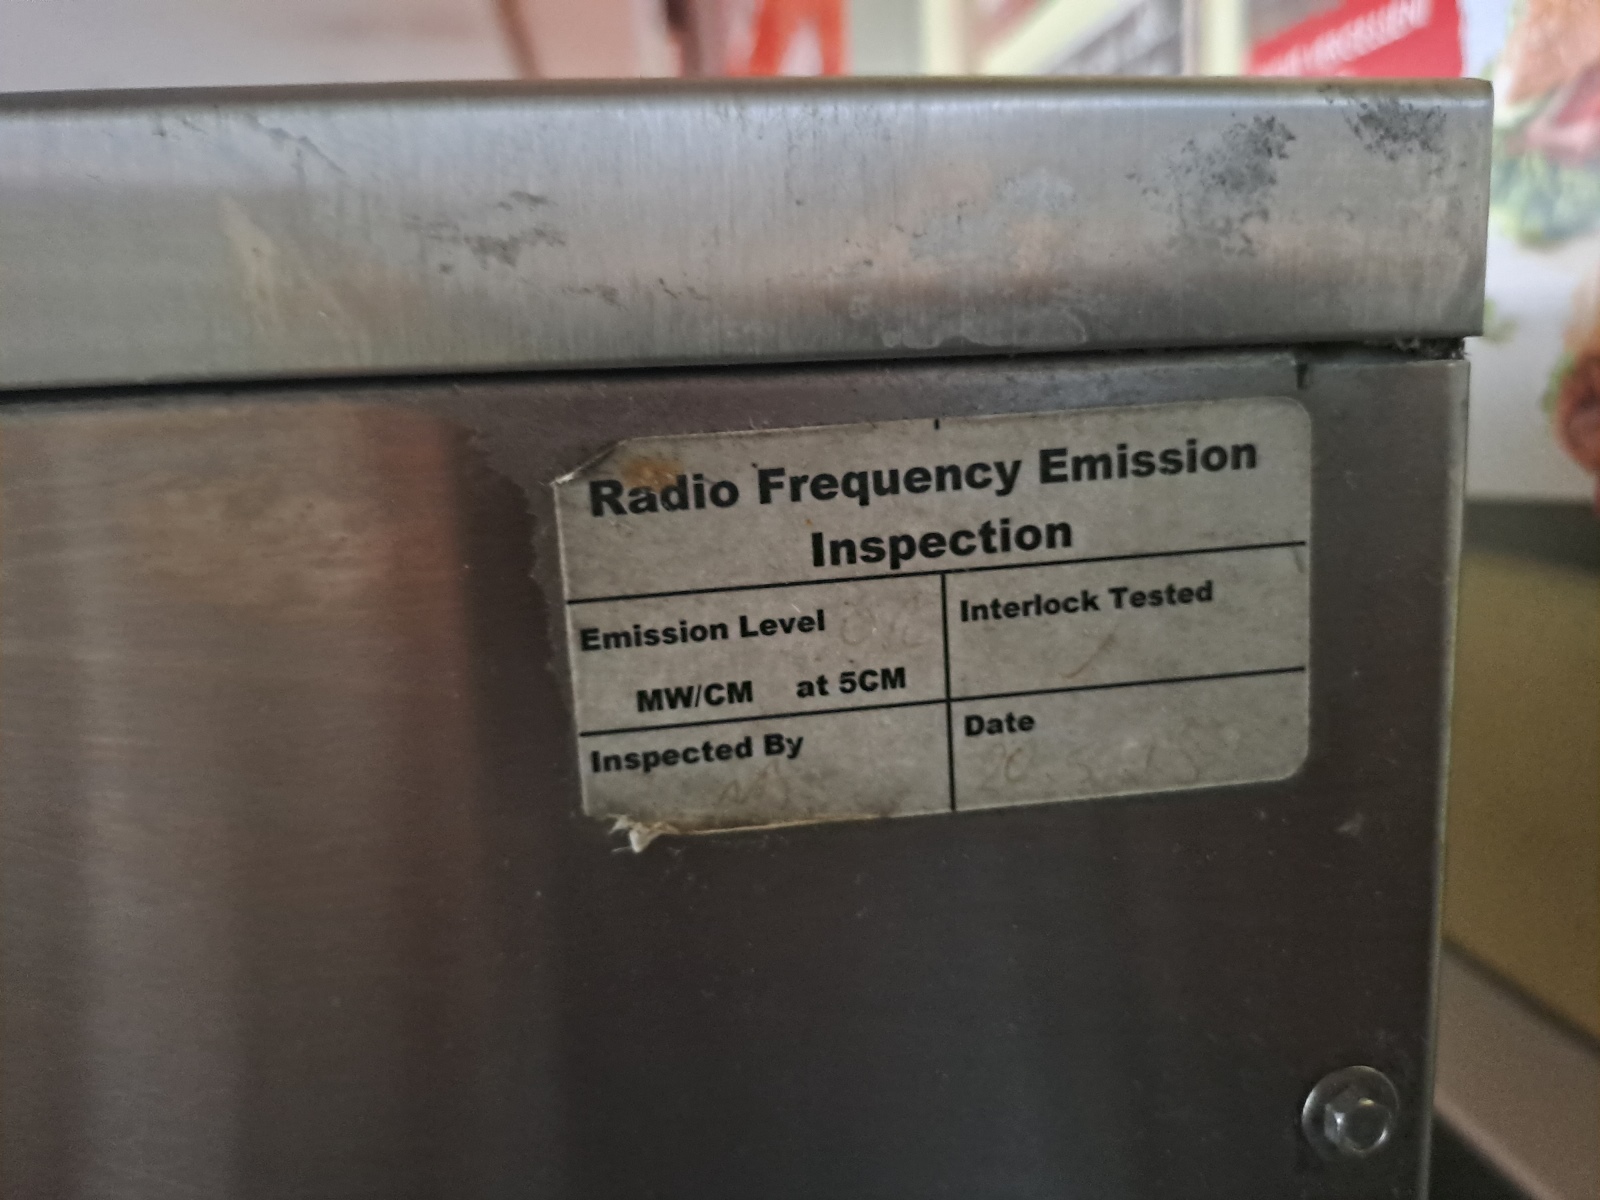 Radio Frequency Emission
Inspection
Emission Level
MW/CM at 5CM
Interlock Tested
Inspected By
Date